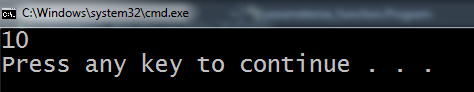 C:\Windows\system32\cmd.exe
10
Press any key to continue . . .